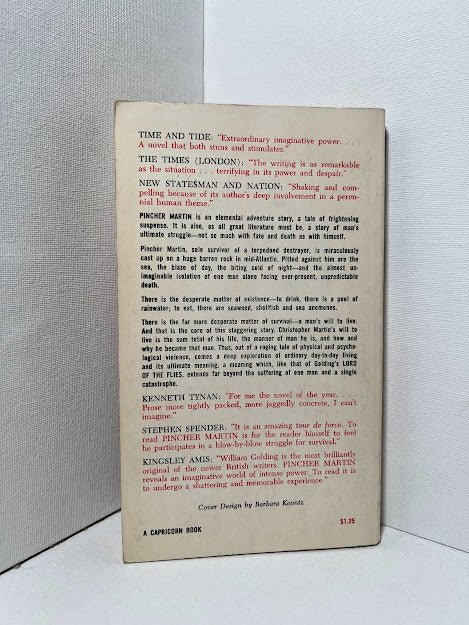 TIME AND TIDE: "Extraordinary imaginative power. . . .
A novel that both stuns and stimulates."
THE TIMES (LONDON): "The writing is as remarkable
as the situation . . . terrifying in its power and despair."
NEW STATESMAN AND NATION: "Shaking and com-
pelling because of its author's deep involvement in a peren-
nial human theme."
PINCHER MARTIN is an elemental adventure story, a tale of frightening
suspense. It is also, as all great literature must be, a story of man's
ultimate struggle—not so much with fate and death as with himself.
Pincher Martin, sole survivor of a torpedoed destroyer, is miraculously
cast up on a huge barren rock in mid-Atlantic. Pitted against him are the
sea, the blaze of day, the biting cold of night—and the almost un-
imaginable isolation of one man alone facing ever-present, unpredictable
death.
There is the desperate matter of existence—to drink, there is a pool of
rainwater; to eat, there are seaweed, shellfish and sea anemones.
There is the far more desperate matter of survival—a man's will to live.
And that is the core of this staggering story. Christopher Martin's will to
live is the sum total of his life, the manner of man he is, and how and
why he became that man. Thus, out of a raging tale of physical and psycho-
logical violence, comes a deep exploration of ordinary day-to-day living
and its ultimate meaning, a meaning which, like that of Golding's LORD
OF THE FLIES, extends far beyond the suffering of one man and a single
catastrophe.
KENNETH TYNAN: "For me the novel of the year. . . .
Prose more tightly packed, more jaggedly concrete, I can't
imagine."
STEPHEN SPENDER: "It is an amazing tour de force. To
read PINCHER MARTIN is for the reader himself to feel
he participates in a blow-by-blow struggle for survival."
KINGSLEY AMIS: "William Golding is the most brilliantly
original of the newer British writers. PINCHER MARTIN
reveals an imaginative world of intense power. To read it is
to undergo a shattering and memorable experience."
Cover Design by Barbara Koontz
A CAPRICORN BOOK
$1.25